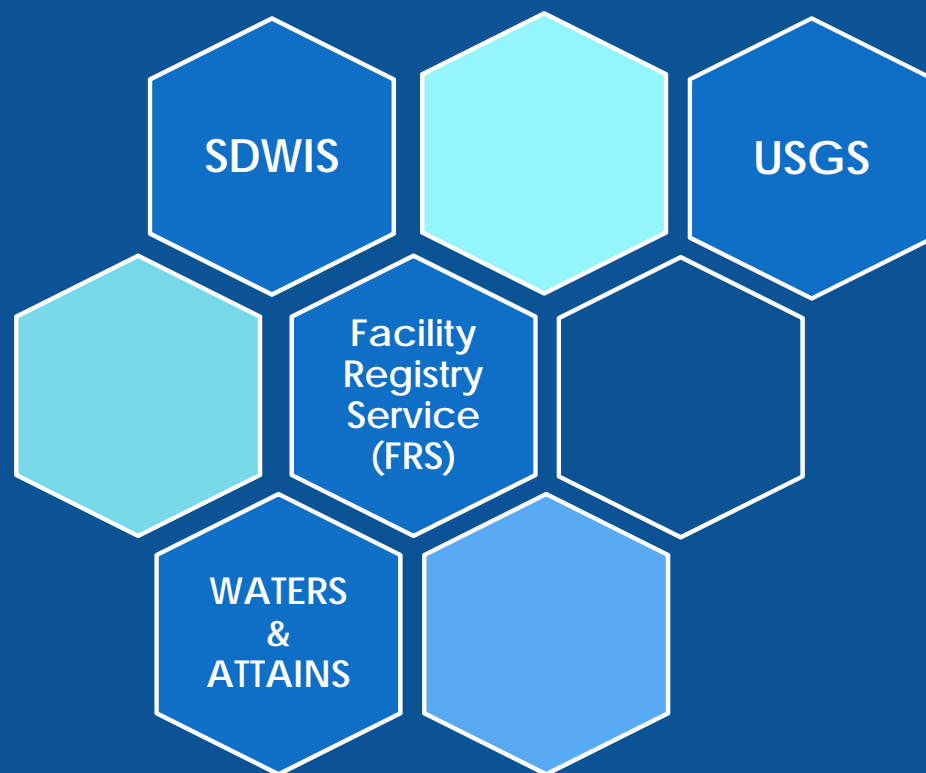 SDWIS
USGS
Facility
Registry
Service
(FRS)
WATERS
&
ATTAINS